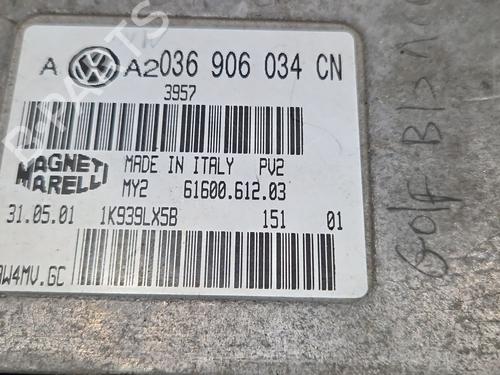 A A2 036 906 034 CN
3957
MAGNETI MARELLI
MADE IN ITALY PV2
MY2 61600.612.03
31.05.01 1K939LX5B 151 01
W4MV.GC
Golf